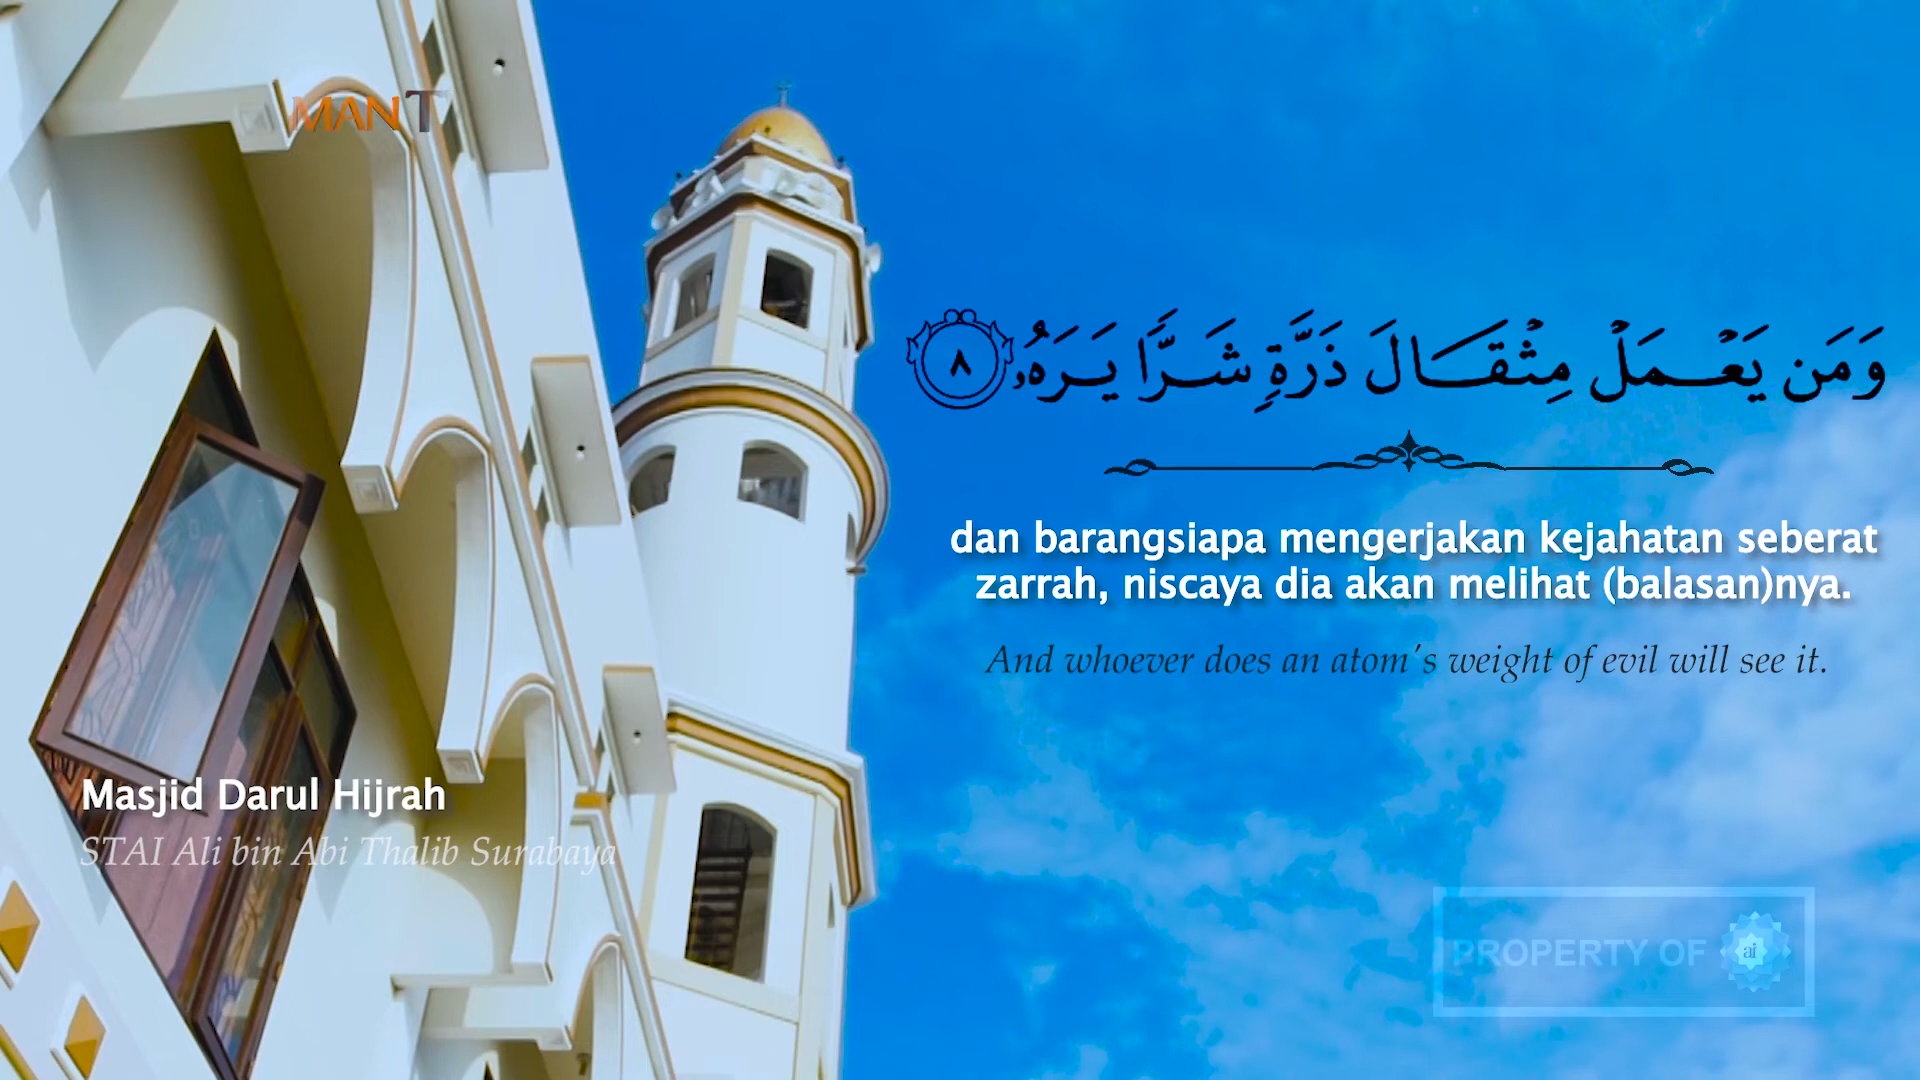 MANT
وَمَن يَعْمَلْ مِثْقَالَ ذَرَّةٍ شَرًّا يَرَهُۥ ٨
dan barangsiapa mengerjakan kejahatan seberat
zarrah, niscaya dia akan melihat (balasan)nya.
And whoever does an atom's weight of evil will see it.
Masjid Darul Hijrah
STAI Ali bin Abi Thalib Surabaya
PROPERTY OF ai